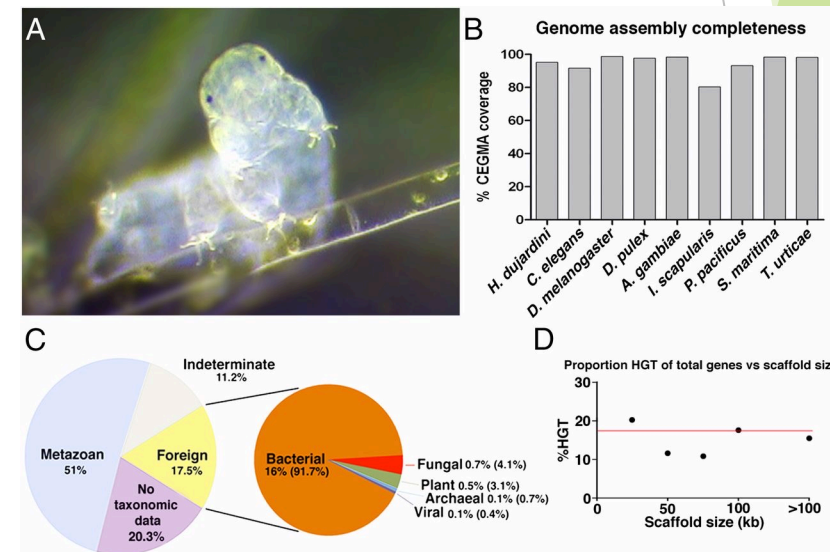 A
B
Genome assembly completeness
% CEGMA coverage
100
80
60
40
20
0
H. dujardini
C. elegans
D. melanogaster
D. pulex
A. gambiae
I. scapularis
P. pacificus
S. maritima
T. urticae
C
Indeterminate
11.2%
Metazoan
51%
Foreign
17.5%
No
taxonomic
data
20.3%
Bacterial
16% (91.7%)
Fungal 0.7% (4.1%)
Plant 0.5% (3.1%)
Archaeal 0.1% (0.7%)
Viral 0.1% (0.4%)
D
Proportion HGT of total genes vs scaffold siz
%HGT
30
20
10
0
0
50
100
>100
Scaffold size (kb)